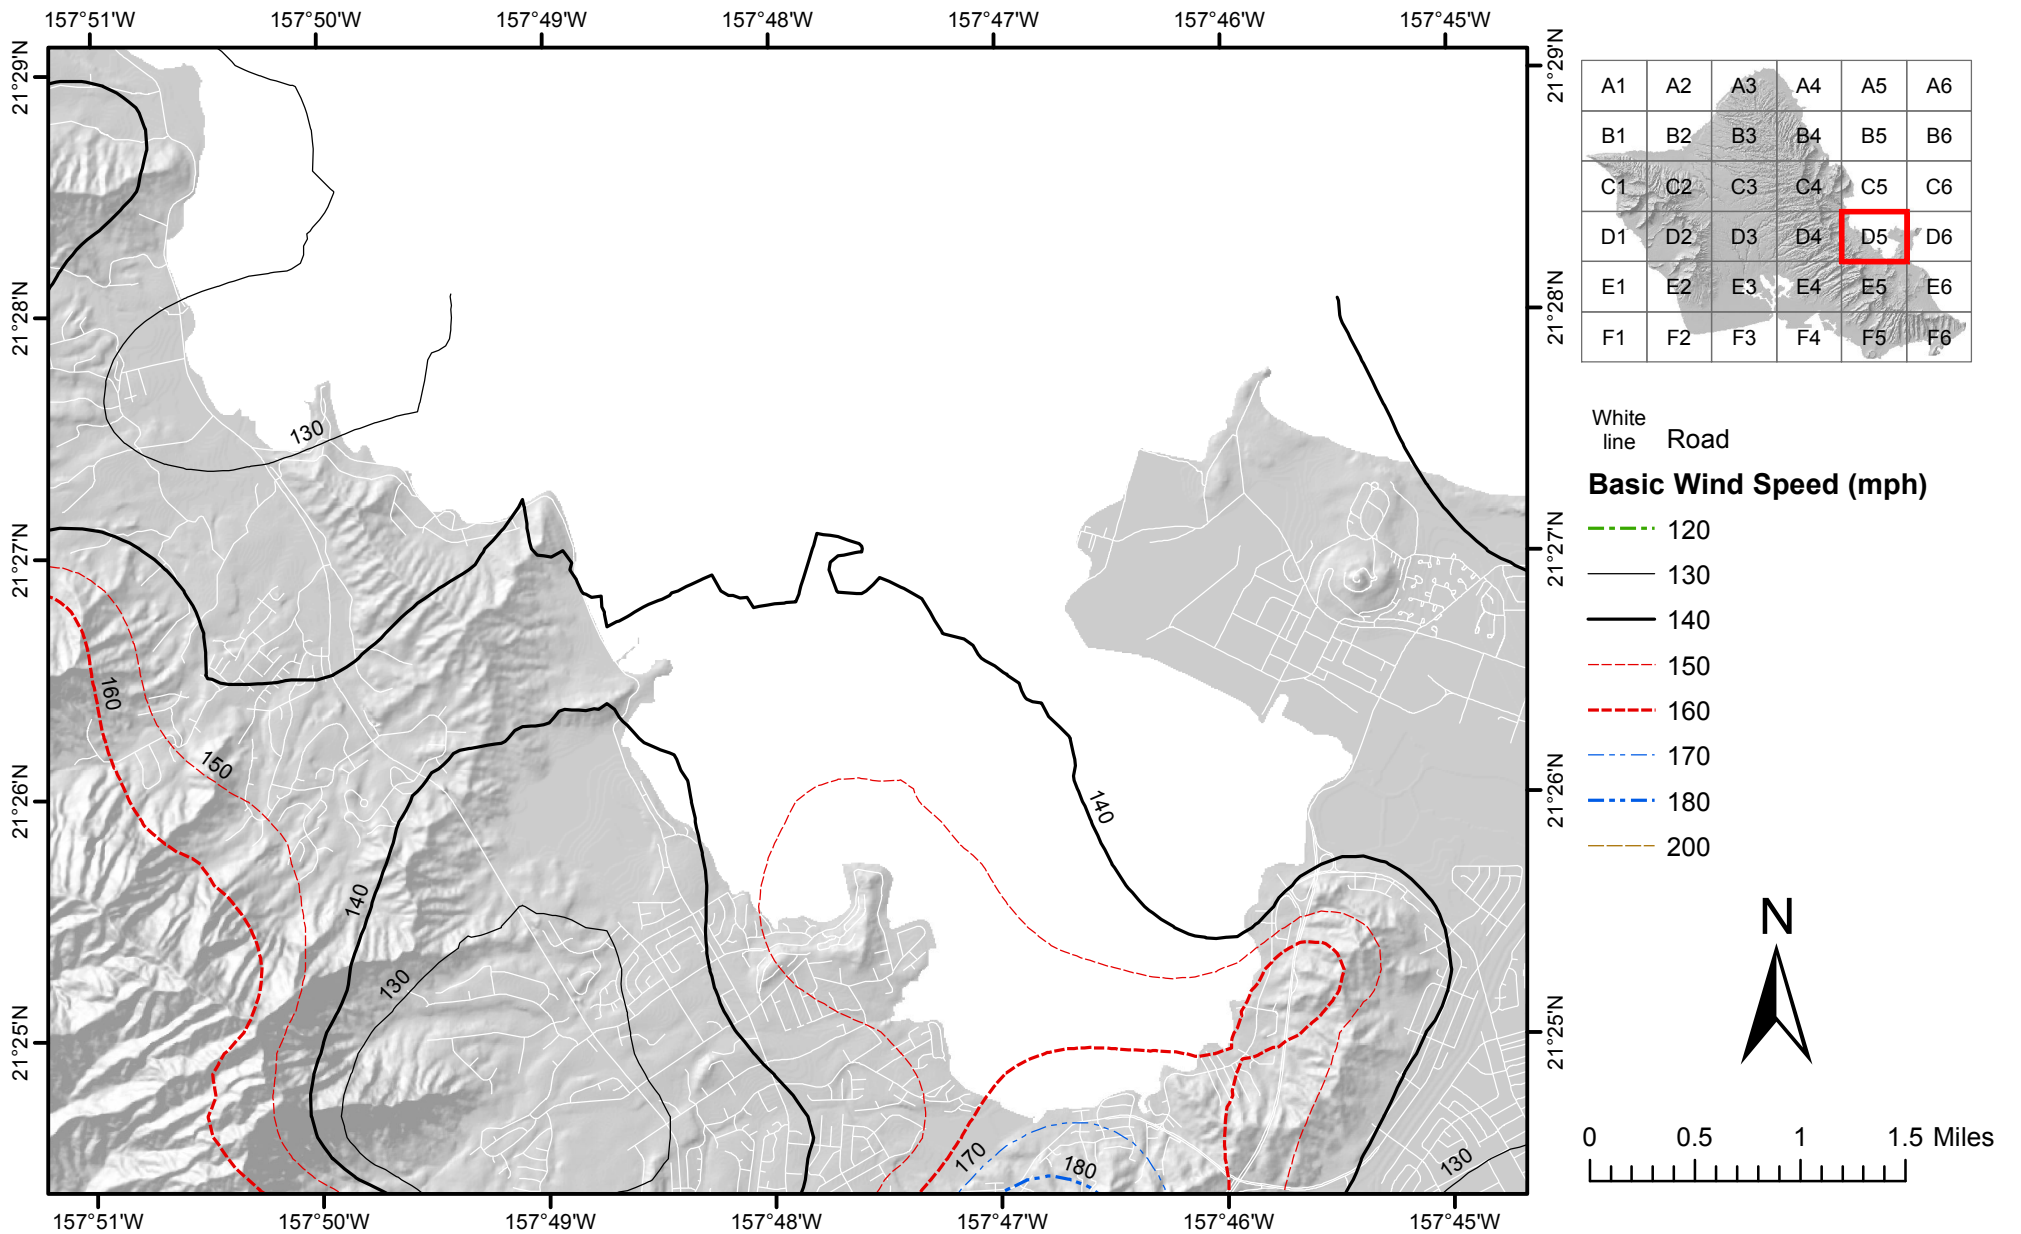 157°51'W 157°50'W 157°49'W 157°48'W 157°47'W 157°46'W 157°45'W
21°29'N 21°29'N
21°28'N 21°28'N
21°27'N 21°27'N
21°26'N 21°26'N
21°25'N 21°25'N
130
160
150
140
140
130
170
180
130
157°51'W 157°50'W 157°49'W 157°48'W 157°47'W 157°46'W 157°45'W
A1 A2 A3 A4 A5 A6
B1 B2 B3 B4 B5 B6
C1 C2 C3 C4 C5 C6
D1 D2 D3 D4 D5 D6
E1 E2 E3 E4 E5 E6
F1 F2 F3 F4 F5 F6
White
line Road
Basic Wind Speed (mph)
120
130
140
150
160
170
180
200
N
0 0.5 1 1.5 Miles